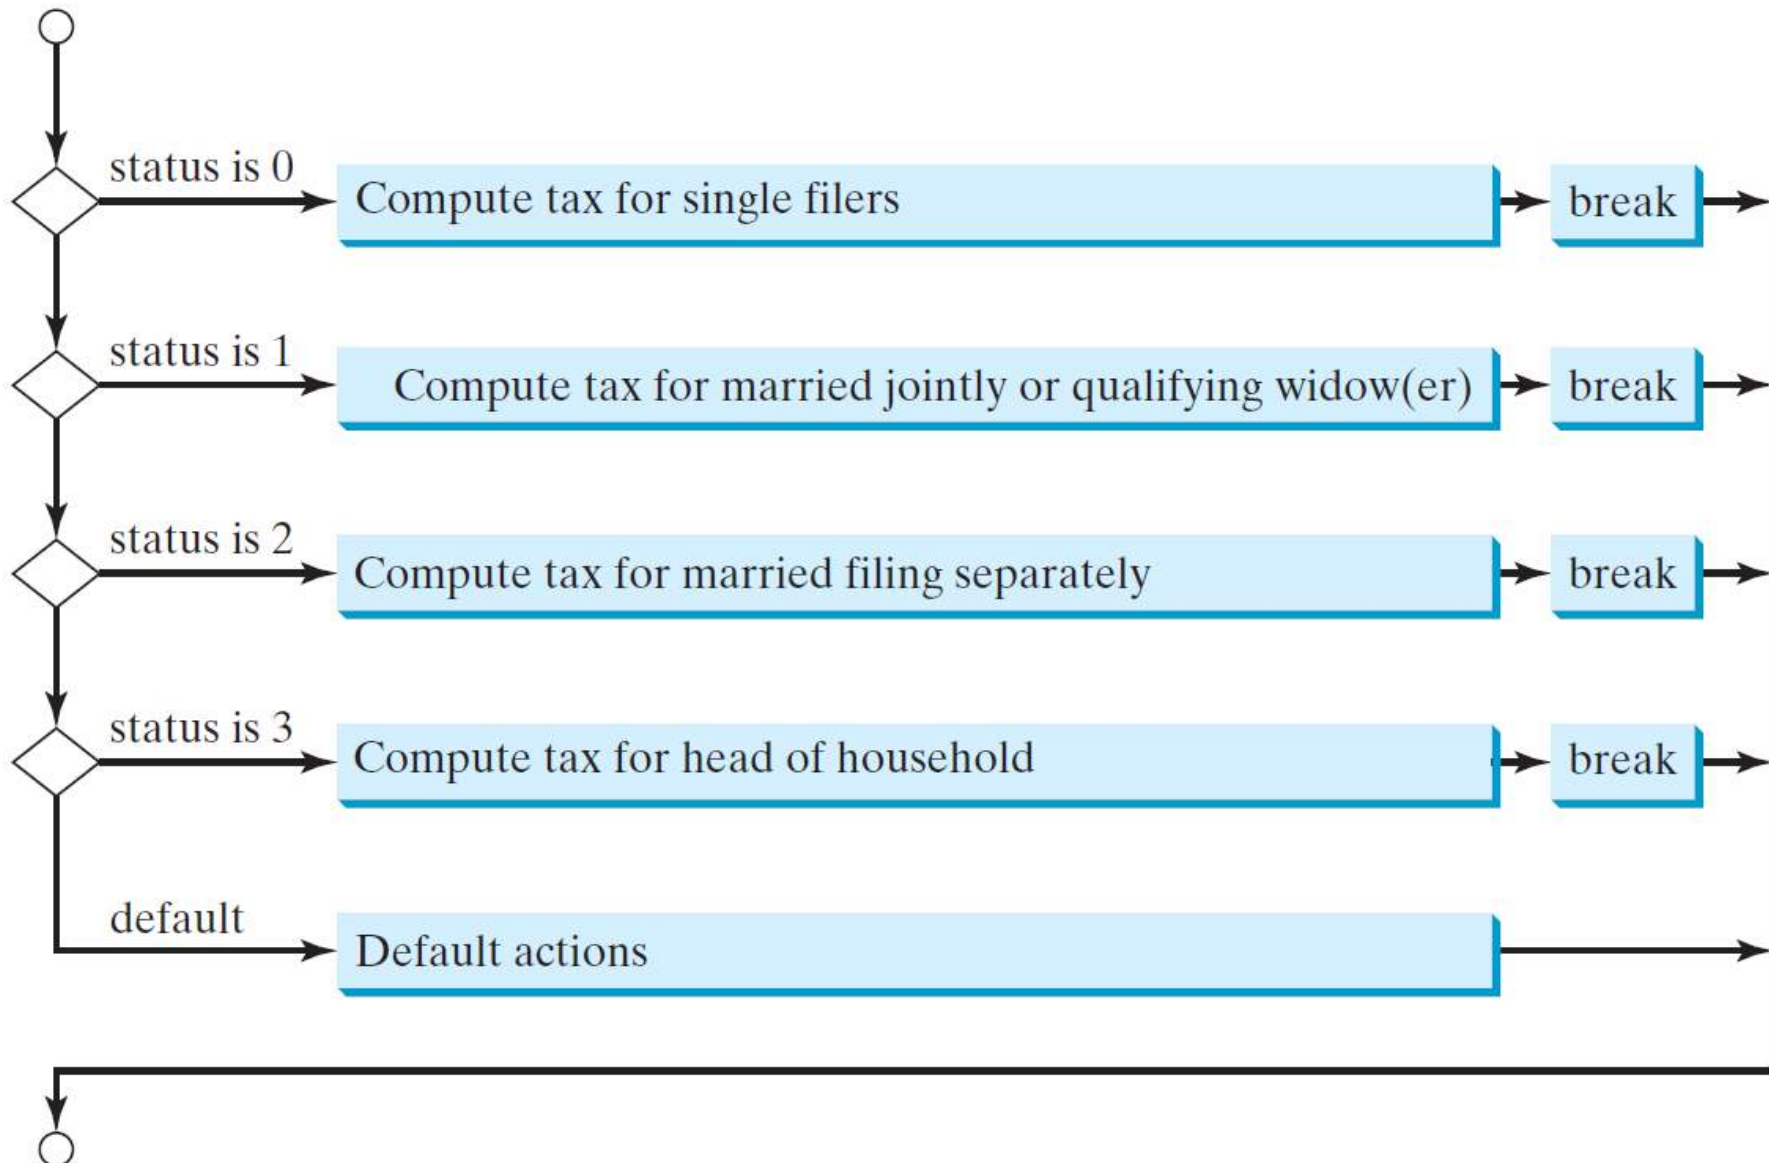 status is 0
Compute tax for single filers
break
status is 1
Compute tax for married jointly or qualifying widow(er)
break
status is 2
Compute tax for married filing separately
break
status is 3
Compute tax for head of household
break
default
Default actions